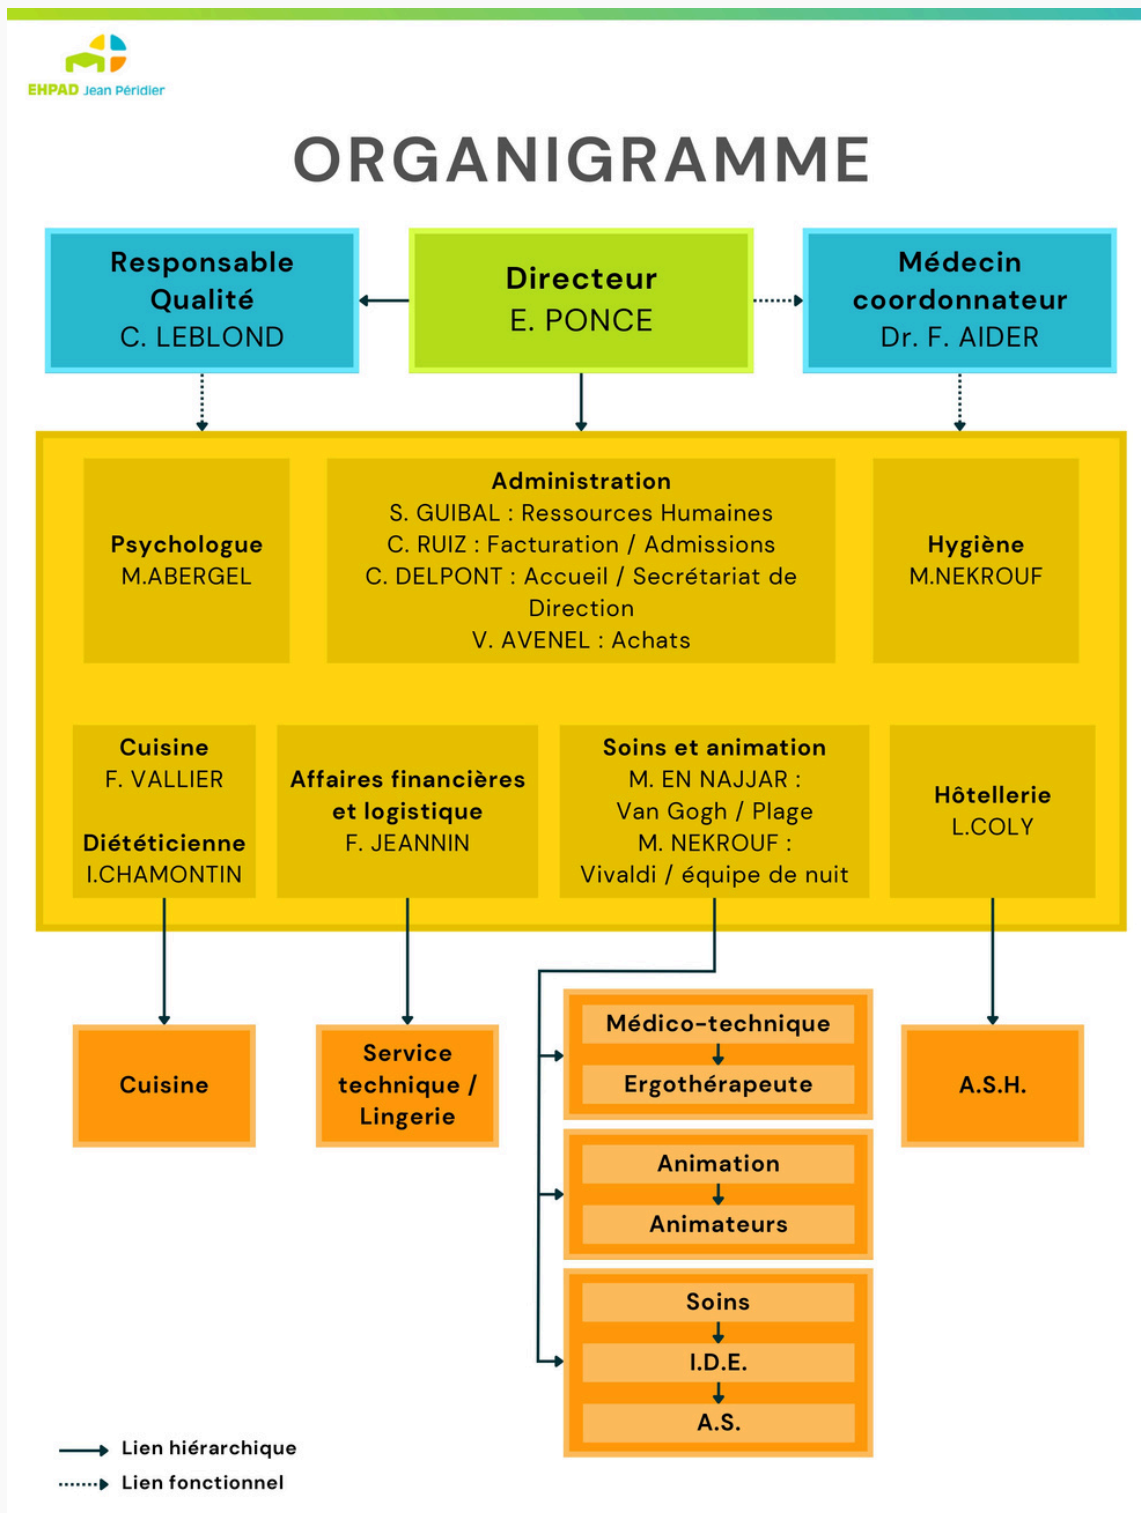 EHPAD Jean Péridier
ORGANIGRAMME
Responsable
Qualité
C. LEBLOND
Directeur
E. PONCE
Médecin
coordonnateur
Dr. F. AIDER
Psychologue
M.ABERGEL
Administration
S. GUIBAL : Ressources Humaines
C. RUIZ : Facturation / Admissions
C. DELPONT : Accueil / Secrétariat de
Direction
V. AVENEL : Achats
Hygiène
M.NEKROUF
Cuisine
F. VALLIER
Diététicienne
I.CHAMONTIN
Affaires financières
et logistique
F. JEANNIN
Soins et animation
M. EN NAJJAR :
Van Gogh / Plage
M. NEKROUF :
Vivaldi / équipe de nuit
Hôtellerie
L.COLY
Cuisine
Service
technique /
Lingerie
Médico-technique
Ergothérapeute
Animation
Animateurs
Soins
I.D.E.
A.S.
A.S.H.
Lien hiérarchique
Lien fonctionnel